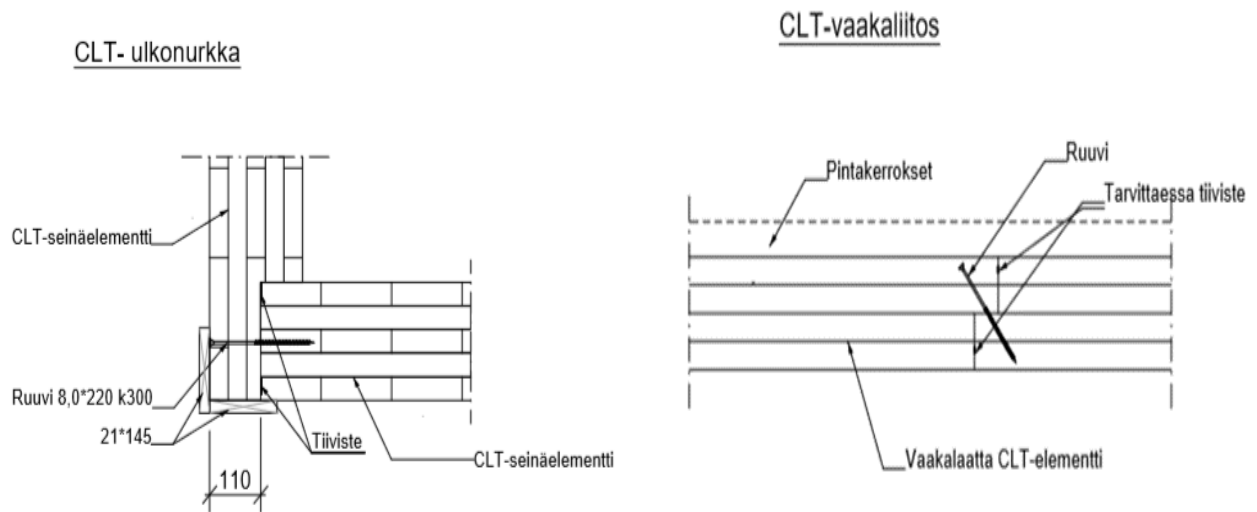 CLT- ulkonurkka
CLT-seinäelementti
Ruuvi 8,0*220 k300
21*145
110
Tiiviste
CLT-seinäelementti
CLT-vaakaliitos
Pintakerrokset
Ruuvi
Tarvittaessa tiiviste
Vaakalaatta CLT-elementti